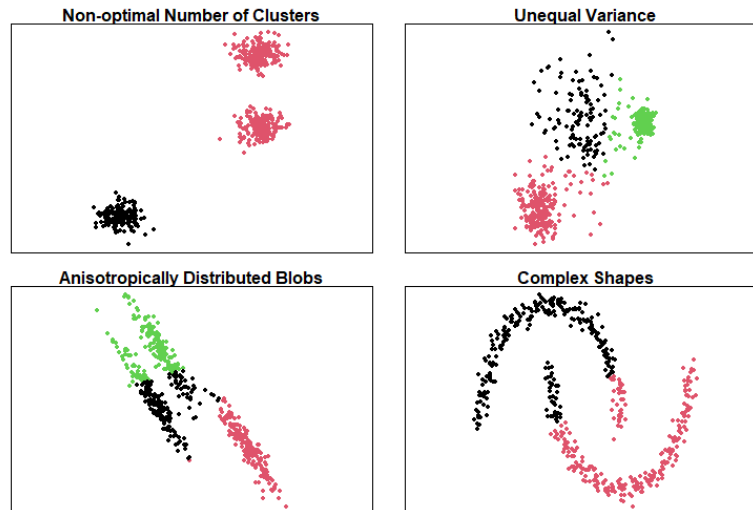 Non-optimal Number of Clusters
Unequal Variance
Anisotropically Distributed Blobs
Complex Shapes